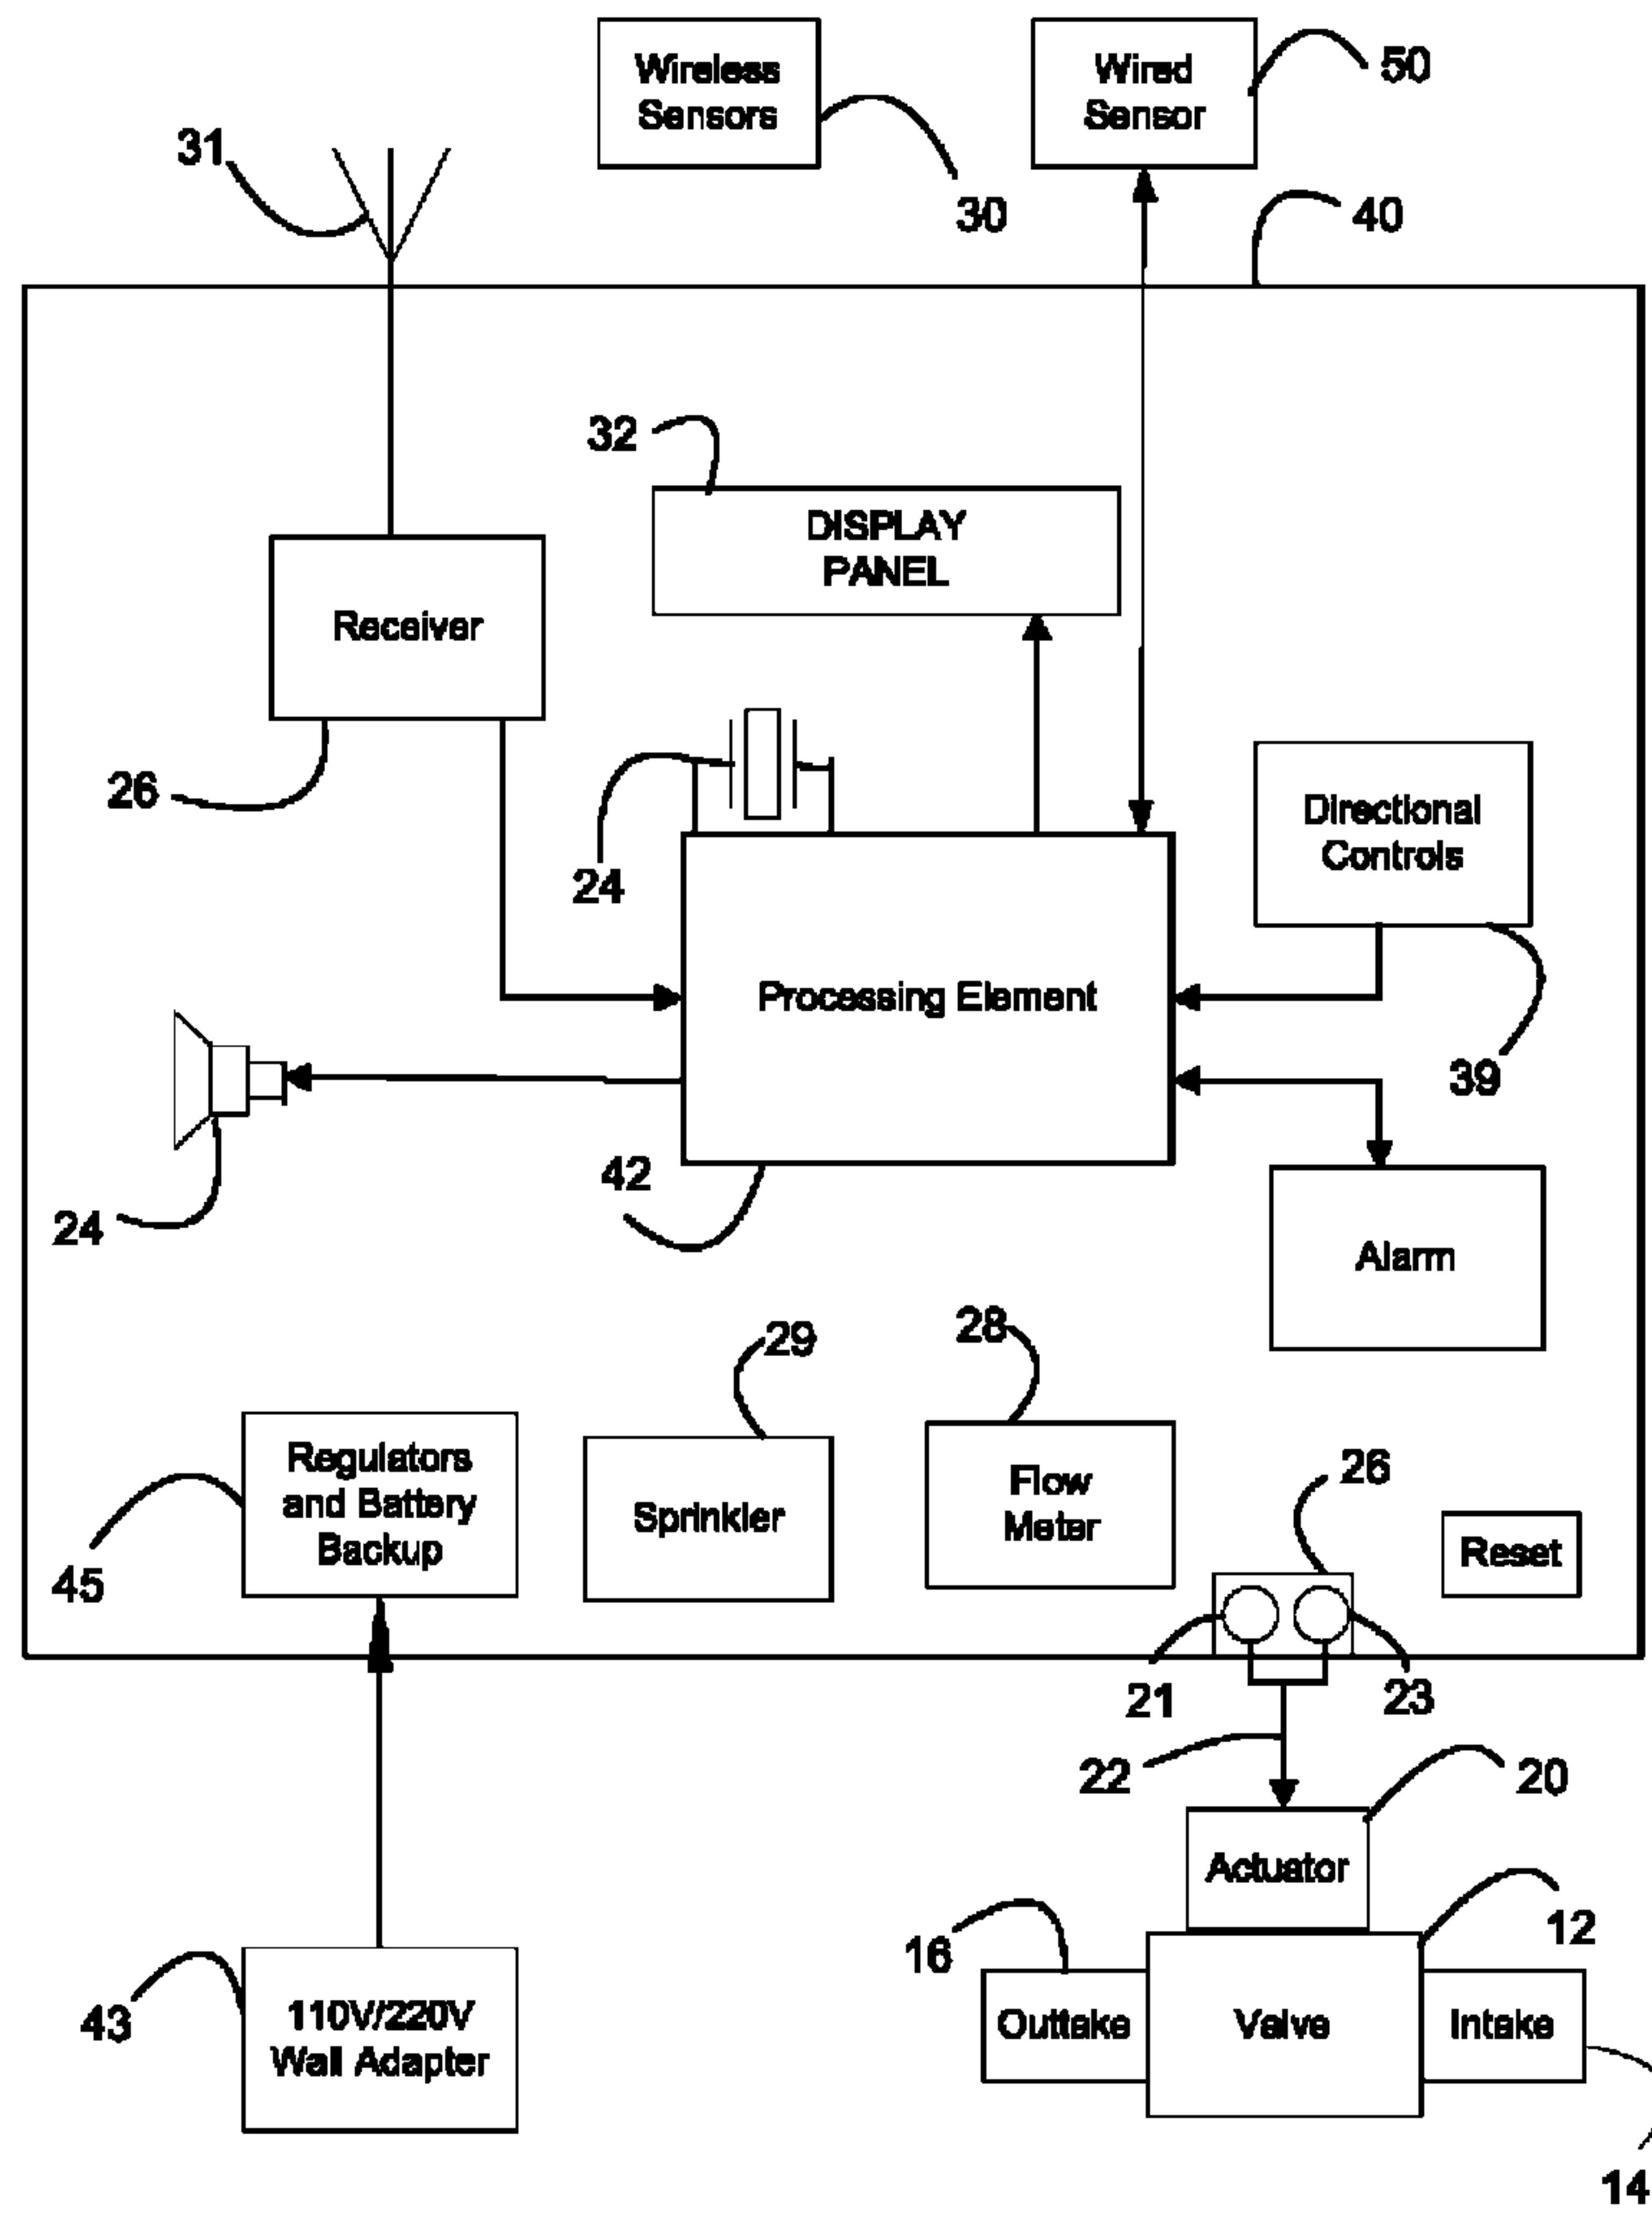 Wireless
Sensors
Wired
Sensor
50
31
30
40
32
DISPLAY
PANEL
Receiver
26
24
Directional
Controls
Processing Element
39
24
42
Alarm
29
28
Regulators
and Battery
Backup
Sprinkler
Flow
Meter
26
Reset
45
21
23
22
20
Actuator
16
12
43
110V/220V
Wall Adapter
Outtake
Valve
Intake
14